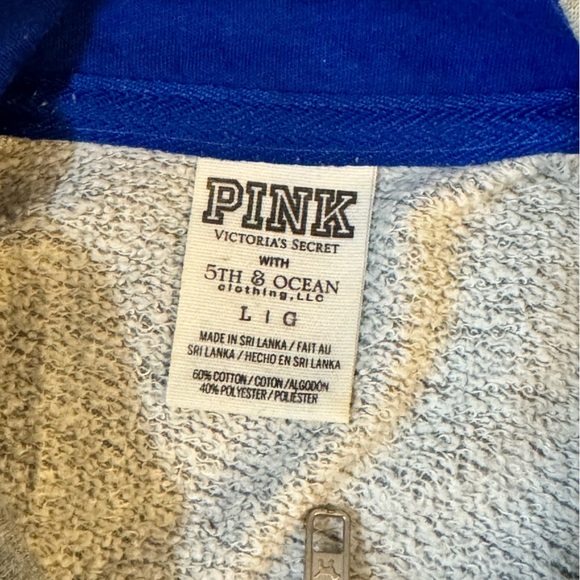 PINK
VICTORIA'S SECRET
WITH
5TH & OCEAN
clothing, LLC
L | G
MADE IN SRI LANKA / FAIT AU
SRI LANKA / HECHO EN SRI LANKA
60% COTTON / COTON / ALGODÓN
40% POLYESTER / POLIÉSTER